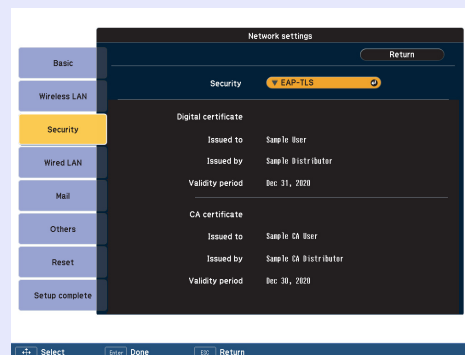 Network settings
Return
Basic
Security EAP-TLS
Wireless LAN
Digital certificate
Security
Issued to Sample User
Wired LAN
Issued by Sample Distributor
Validity period Dec 31, 2020
Mail
CA certificate
Others
Issued to Sample CA User
Reset
Issued by Sample CA Distributor
Validity period Dec 30, 2020
Setup complete
Select Enter Done ESC Return